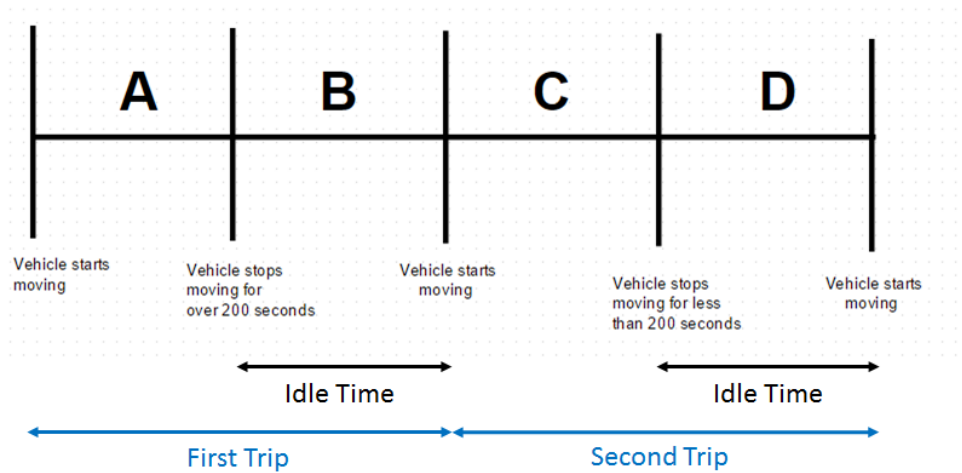 A
B
C
D
Vehicle starts
moving
Vehicle stops
moving for
over 200 seconds
Vehicle starts
moving
Vehicle stops
moving for less
than 200 seconds
Vehicle starts
moving
Idle Time
Idle Time
First Trip
Second Trip